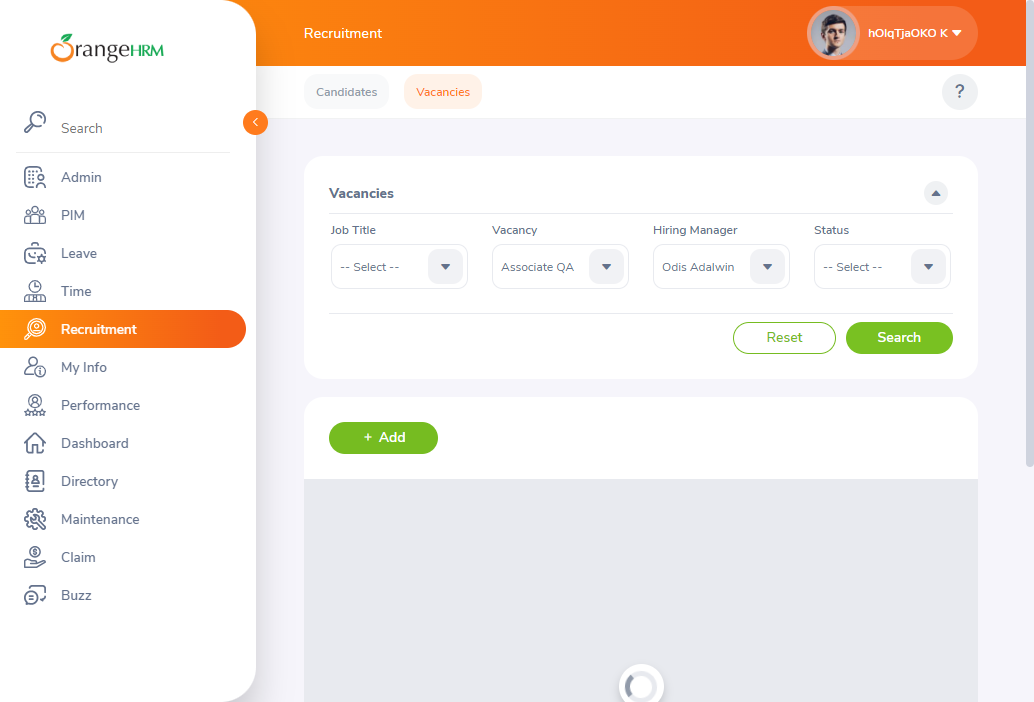 OrangeHRM
Recruitment
hOlqTjaOKO K
Search
Candidates
Vacancies
?
Admin
PIM
Leave
Time
Recruitment
My Info
Performance
Dashboard
Directory
Maintenance
Claim
Buzz
Vacancies
Job Title
Vacancy
Hiring Manager
Status
-- Select --
Associate QA
Odis Adalwin
-- Select --
Reset
Search
+ Add